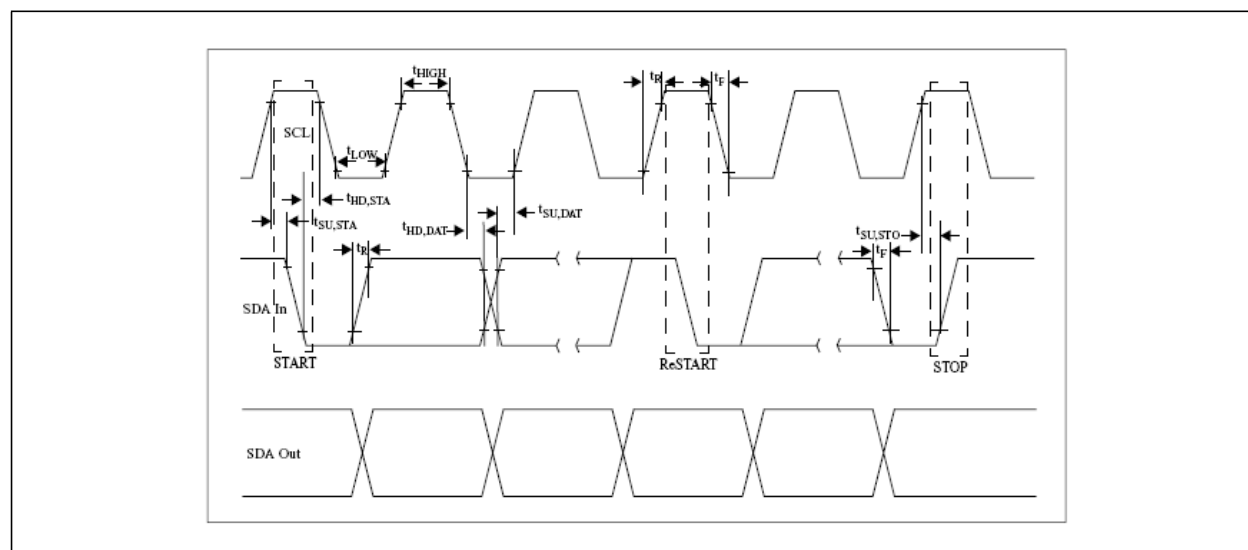 tHIGH
tR
tF
SCL
tLOW
tHD,STA
tSU,STA
tSU,DAT
tHD,DAT
tSU,STO
tR
tF
SDA In
START
ReSTART
STOP
SDA Out